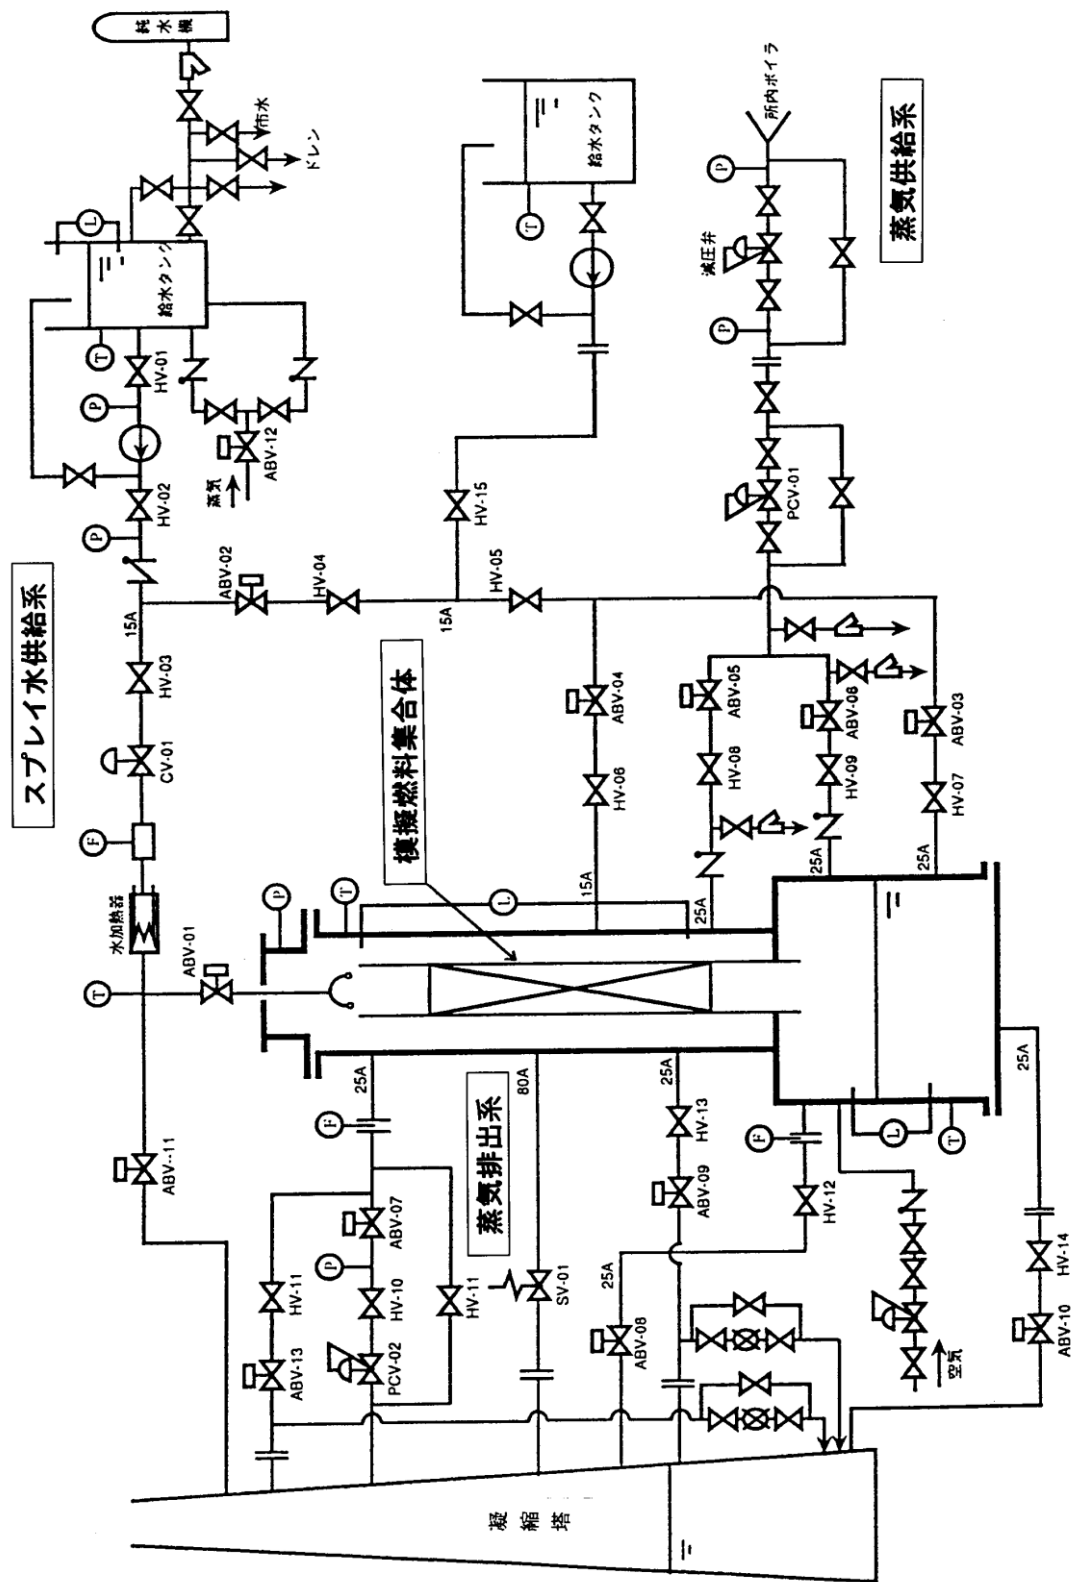 純水機
市水
ドレン
L
給水タンク
T
HV-01
P
HV-02
P
蒸気
ABV-12
スプレイ水供給系
15A
ABV-02
HV-04
HV-03
CV-01
F
水加熱器
T
ABV-01
ABV--11
給水タンク
T
HV-15
15A
HV-05
所内ボイラ
P
減圧弁
P
蒸気供給系
PCV-01
模擬燃料集合体
ABV-04
HV-06
15A
ABV-05
HV-08
25A
ABV-06
HV-09
25A
ABV-03
HV-07
25A
P
T
L
25A
F
ABV-07
P
HV-10
PCV-02
HV-11
HV-11
ABV-13
蒸気排出系
80A
SV-01
25A
HV-13
ABV-09
F
HV-12
25A
ABV-08
L
T
空気
25A
HV-14
ABV-10
凝縮塔